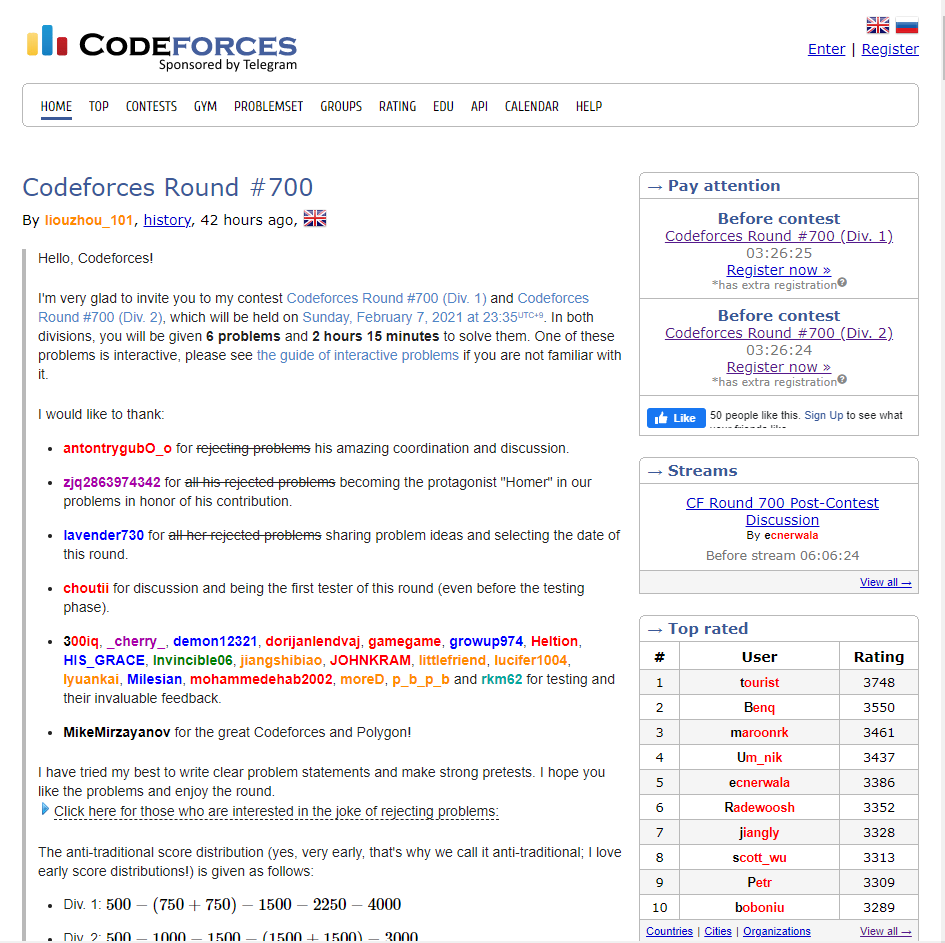 CODEFORCES
Sponsored by Telegram
Enter | Register
HOME TOP CONTESTS GYM PROBLEMSET GROUPS RATING EDU API CALENDAR HELP
Codeforces Round #700
By liouzhou_101, history, 42 hours ago,
Hello, Codeforces!
I'm very glad to invite you to my contest Codeforces Round #700 (Div. 1) and Codeforces
Round #700 (Div. 2), which will be held on Sunday, February 7, 2021 at 23:35UTC+9. In both
divisions, you will be given 6 problems and 2 hours 15 minutes to solve them. One of these
problems is interactive, please see the guide of interactive problems if you are not familiar with
it.
I would like to thank:
• antontrygubO_o for rejecting problems his amazing coordination and discussion.
• zjq2863974342 for all his rejected problems becoming the protagonist "Homer" in our
problems in honor of his contribution.
• lavender730 for all her rejected problems sharing problem ideas and selecting the date of
this round.
• choutii for discussion and being the first tester of this round (even before the testing
phase).
• 300iq, _cherry_, demon12321, dorijanlendvaj, gamegame, growup974, Heltion,
HIS_GRACE, Invincible06, jiangshibiao, JOHNKRAM, littlefriend, lucifer1004,
lyuankai, Milesian, mohammedehab2002, moreD, p_b_p_b and rkm62 for testing and
their invaluable feedback.
• MikeMirzayanov for the great Codeforces and Polygon!
I have tried my best to write clear problem statements and make strong pretests. I hope you
like the problems and enjoy the round.
Click here for those who are interested in the joke of rejecting problems:
The anti-traditional score distribution (yes, very early, that's why we call it anti-traditional; I love
early score distributions!) is given as follows:
• Div. 1: 500 − (750 + 750) − 1500 − 2250 − 4000
• Div. 2: 500 − 1000 − 1500 − (1500 + 1500) − 3000
→ Pay attention
Before contest
Codeforces Round #700 (Div. 1)
03:26:25
Register now »
*has extra registration?
Before contest
Codeforces Round #700 (Div. 2)
03:26:24
Register now »
*has extra registration?
Like 50 people like this. Sign Up to see what
your friends like.
→ Streams
CF Round 700 Post-Contest
Discussion
By ecnerwala
Before stream 06:06:24
View all →
→ Top rated
# User Rating
1 tourist 3748
2 Benq 3550
3 maroonrk 3461
4 Um_nik 3437
5 ecnerwala 3386
6 Radewoosh 3352
7 jiangly 3328
8 scott_wu 3313
9 Petr 3309
10 boboniu 3289
Countries | Cities | Organizations View all →